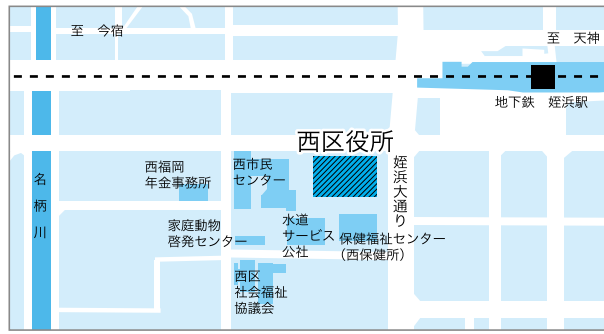 至　今宿
至　天神
地下鉄　姪浜駅
西区役所
西市民
センター
西福岡
年金事務所
姪浜大通り
名柄川
家庭動物
啓発センター
水道
サービス
公社
保健福祉センター
（西保健所）
西区
社会福祉
協議会